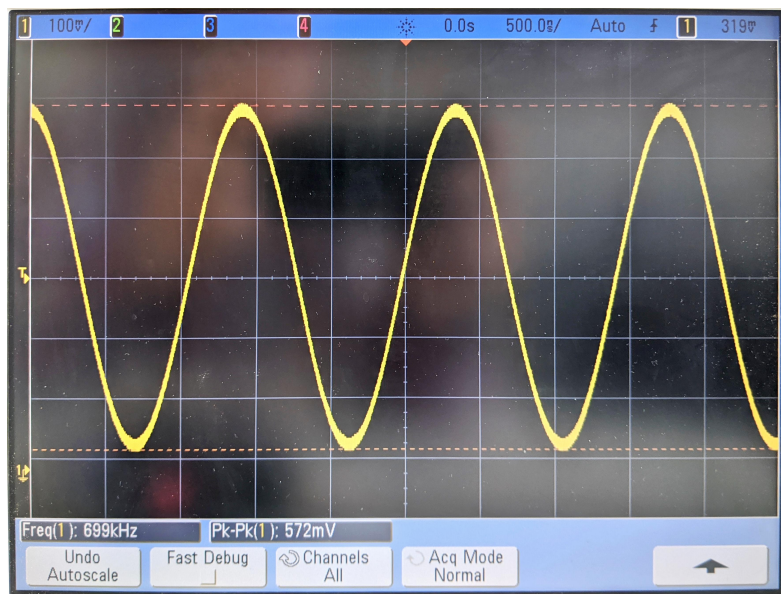 1 100mV/ 2 3 4 0.0s 500.0ns/ Auto 1 319mV
T
1
Freq(1): 699kHz Pk-Pk(1): 572mV
Undo Autoscale
Fast Debug
Channels All
Acq Mode Normal